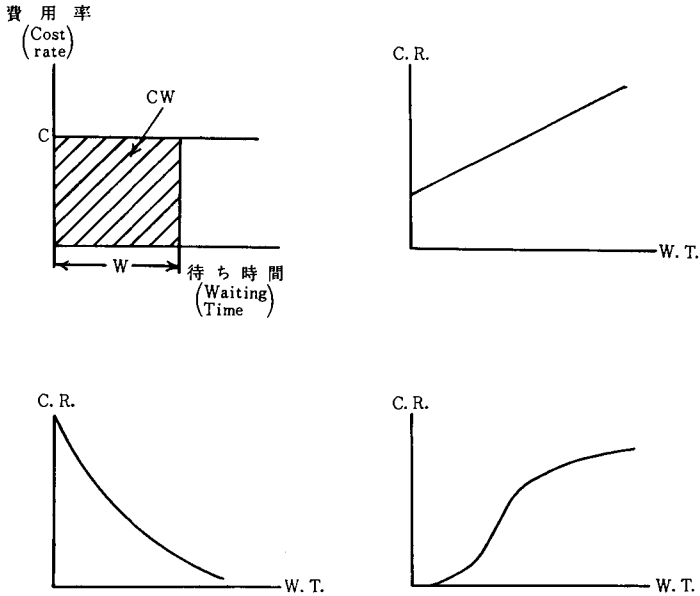 費用率
(Cost
rate)
CW
C
W
待ち時間
(Waiting
Time)
C.R.
W.T.
C.R.
W.T.
C.R.
W.T.